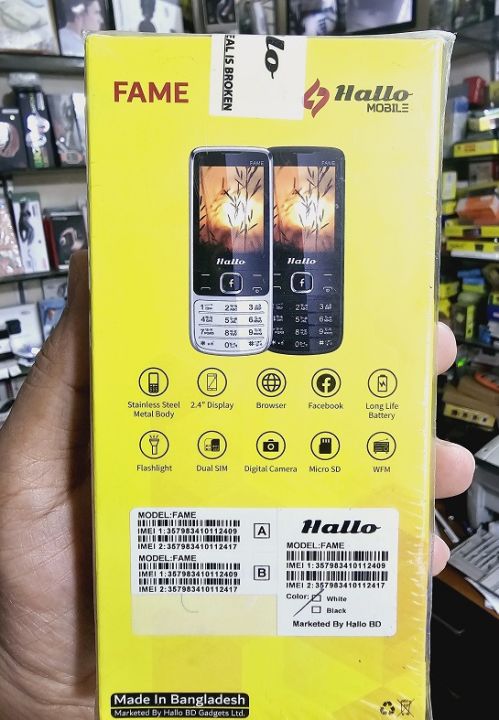 FAME
EAL IS BROKEN
lo
Hallo
MOBILE
FAME
FAME
Hallo
Hallo
Stainless Steel
Metal Body
2.4" Display
Browser
Facebook
Long Life
Battery
Flashlight
Dual SIM
Digital Camera
Micro SD
WFM
MODEL:FAME
IMEI 1:357983410112409
IMEI 2:357983410112417
A
MODEL:FAME
IMEI 1:357983410112409
IMEI 2:357983410112417
B
Hallo
MODEL:FAME
IMEI 1:357983410112409
IMEI 2:357983410112417
Color: White
Black
Marketed By Hallo BD
Made In Bangladesh
Marketed By Hallo BD Gadgets Ltd.